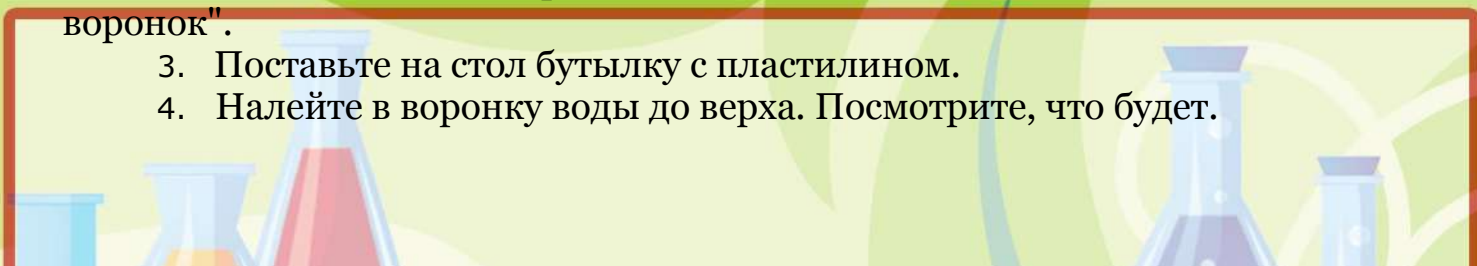 воронок".
3. Поставьте на стол бутылку с пластилином.
4. Налейте в воронку воды до верха. Посмотрите, что будет.